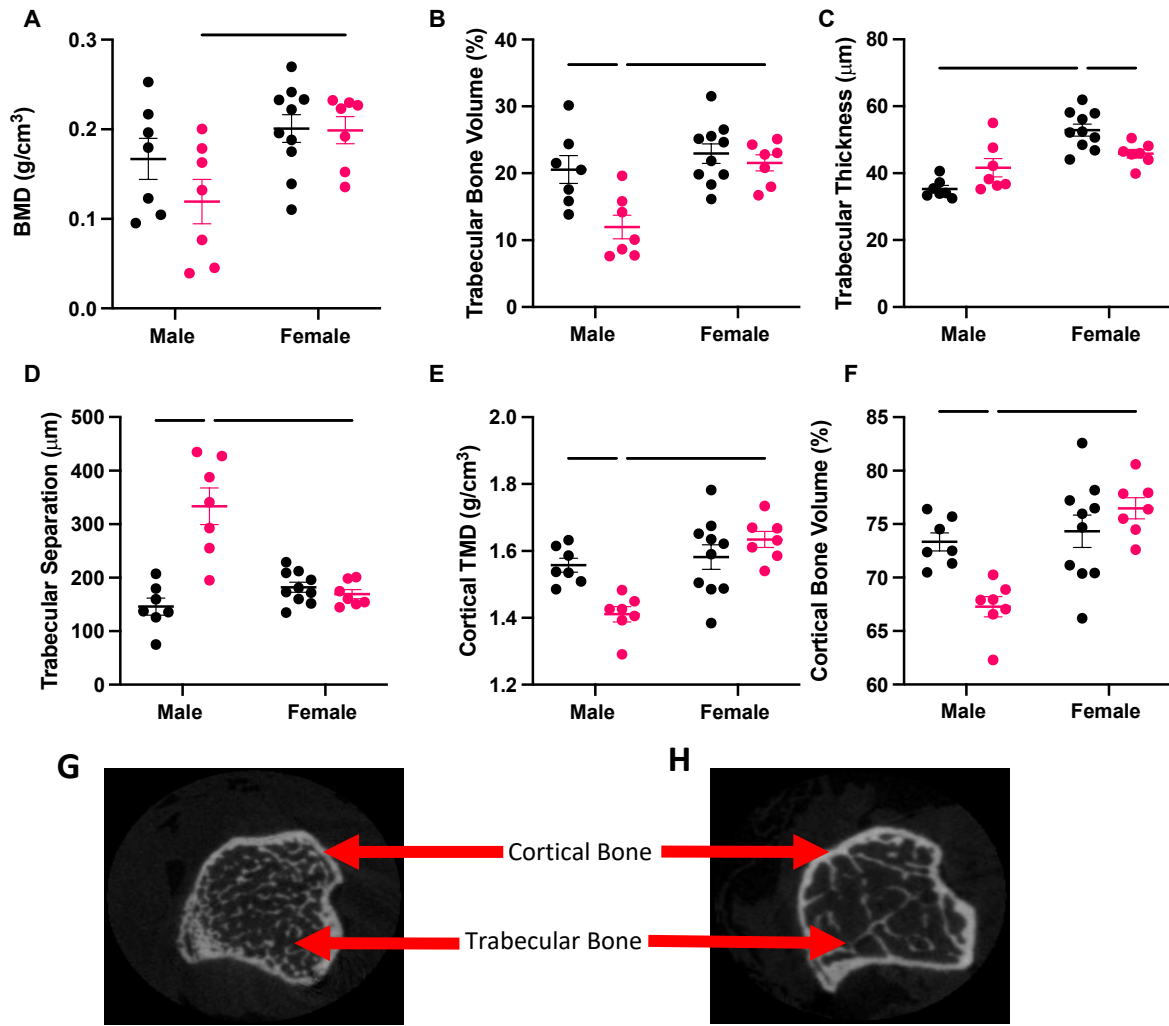 A
BMD (g/cm³)
0.3
0.2
0.1
0.0
Male Female
B
Trabecular Bone Volume (%)
40
30
20
10
0
Male Female
C
Trabecular Thickness (μm)
80
60
40
20
0
Male Female
D
Trabecular Separation (μm)
500
400
300
200
100
0
Male Female
E
Cortical TMD (g/cm³)
2.0
1.8
1.6
1.4
1.2
Male Female
F
Cortical Bone Volume (%)
85
80
75
70
65
60
Male Female
G
H
Cortical Bone
Trabecular Bone